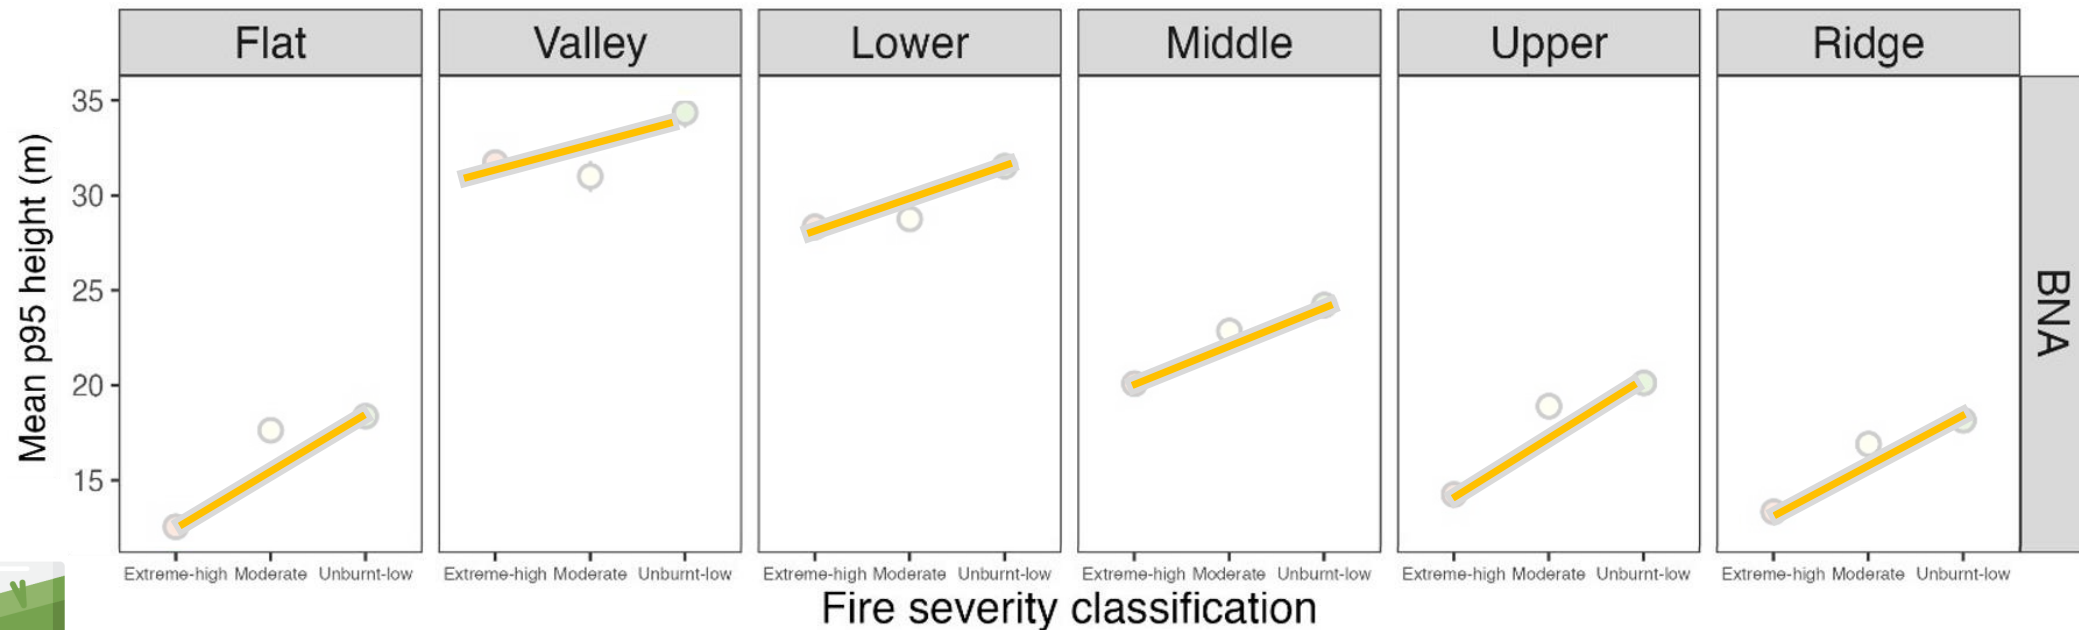 Flat Valley Lower Middle Upper Ridge
35
30
25
20
15
Mean p95 height (m)
BNA
Extreme-high Moderate Unburnt-low Extreme-high Moderate Unburnt-low Extreme-high Moderate Unburnt-low Extreme-high Moderate Unburnt-low Extreme-high Moderate Unburnt-low Extreme-high Moderate Unburnt-low
Fire severity classification